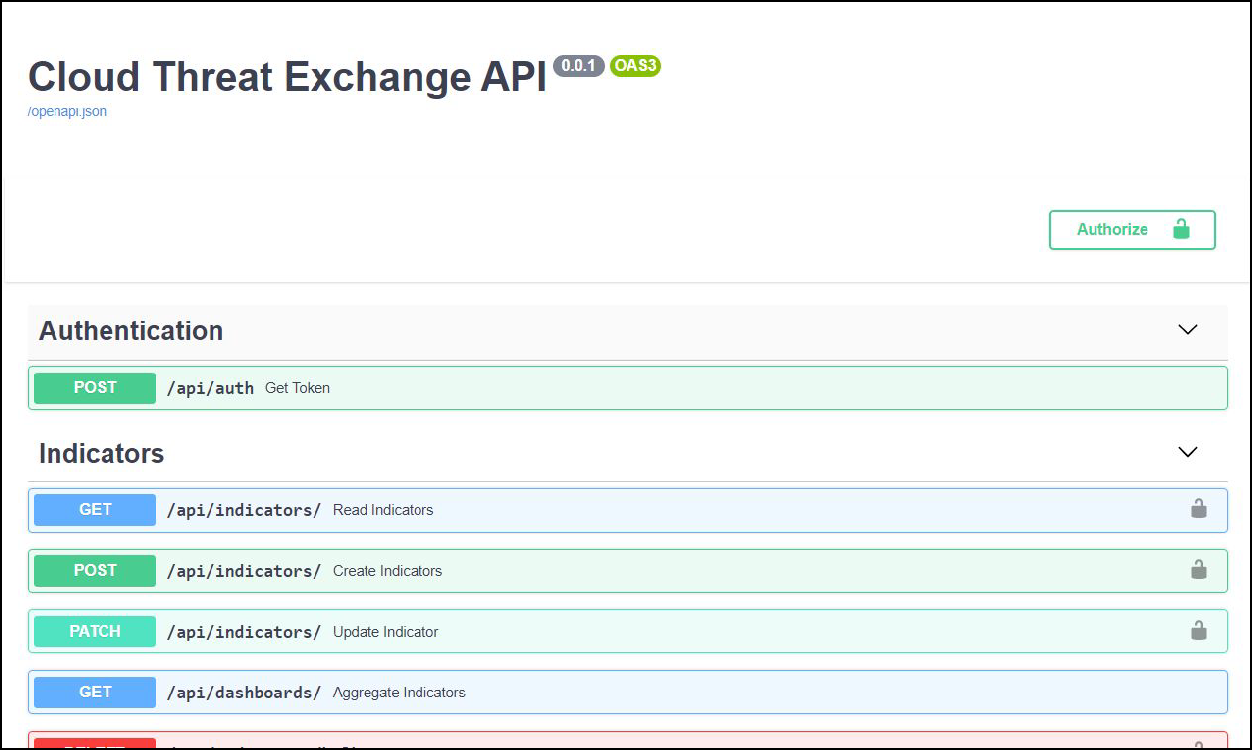 Cloud Threat Exchange API 0.0.1 OAS3
/openapi.json
Authorize
Authentication
POST /api/auth Get Token
Indicators
GET /api/indicators/ Read Indicators
POST /api/indicators/ Create Indicators
PATCH /api/indicators/ Update Indicator
GET /api/dashboards/ Aggregate Indicators